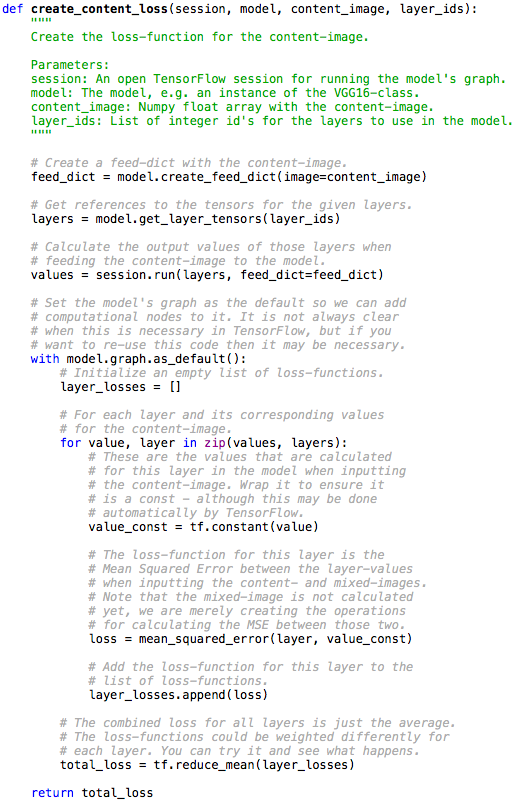 def create_content_loss(session, model, content_image, layer_ids):
    """
    Create the loss-function for the content-image.

    Parameters:
    session: An open TensorFlow session for running the model's graph.
    model: The model, e.g. an instance of the VGG16-class.
    content_image: Numpy float array with the content-image.
    layer_ids: List of integer id's for the layers to use in the model.
    """

    # Create a feed-dict with the content-image.
    feed_dict = model.create_feed_dict(image=content_image)

    # Get references to the tensors for the given layers.
    layers = model.get_layer_tensors(layer_ids)

    # Calculate the output values of those layers when
    # feeding the content-image to the model.
    values = session.run(layers, feed_dict=feed_dict)

    # Set the model's graph as the default so we can add
    # computational nodes to it. It is not always clear
    # when this is necessary in TensorFlow, but if you
    # want to re-use this code then it may be necessary.
    with model.graph.as_default():
        # Initialize an empty list of loss-functions.
        layer_losses = []

        # For each layer and its corresponding values
        # for the content-image.
        for value, layer in zip(values, layers):
            # These are the values that are calculated
            # for this layer in the model when inputting
            # the content-image. Wrap it to ensure it
            # is a const - although this may be done
            # automatically by TensorFlow.
            value_const = tf.constant(value)

            # The loss-function for this layer is the
            # Mean Squared Error between the layer-values
            # when inputting the content- and mixed-images.
            # Note that the mixed-image is not calculated
            # yet, we are merely creating the operations
            # for calculating the MSE between those two.
            loss = mean_squared_error(layer, value_const)

            # Add the loss-function for this layer to the
            # list of loss-functions.
            layer_losses.append(loss)

        # The combined loss for all layers is just the average.
        # The loss-functions could be weighted differently for
        # each layer. You can try it and see what happens.
        total_loss = tf.reduce_mean(layer_losses)

    return total_loss